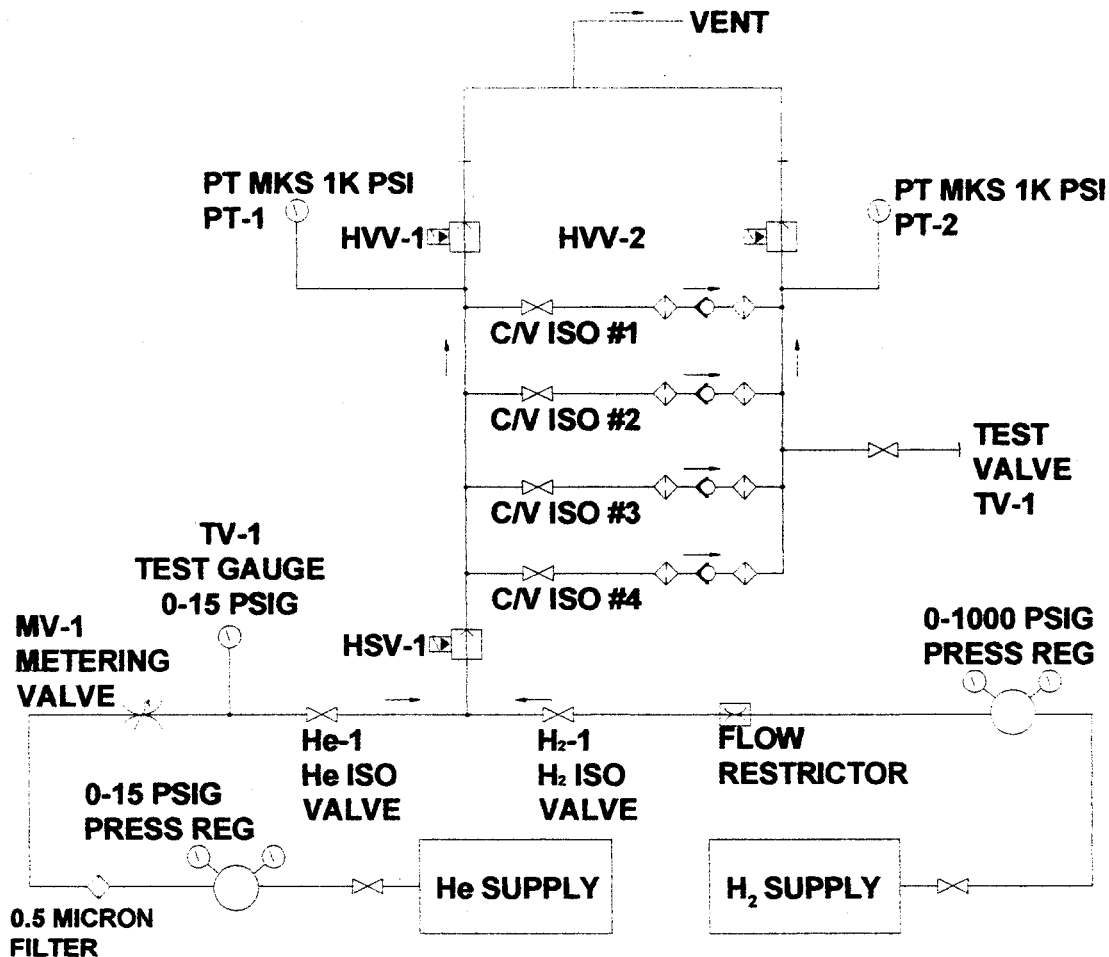 VENT
PT MKS 1K PSI
PT-1
PT MKS 1K PSI
PT-2
HVV-1
HVV-2
C/V ISO #1
C/V ISO #2
C/V ISO #3
C/V ISO #4
TEST
VALVE
TV-1
TV-1
TEST GAUGE
0-15 PSIG
MV-1
METERING
VALVE
HSV-1
0-1000 PSIG
PRESS REG
He-1
He ISO
VALVE
H₂-1
H₂ ISO
VALVE
FLOW
RESTRICTOR
0-15 PSIG
PRESS REG
He SUPPLY
H₂ SUPPLY
0.5 MICRON
FILTER